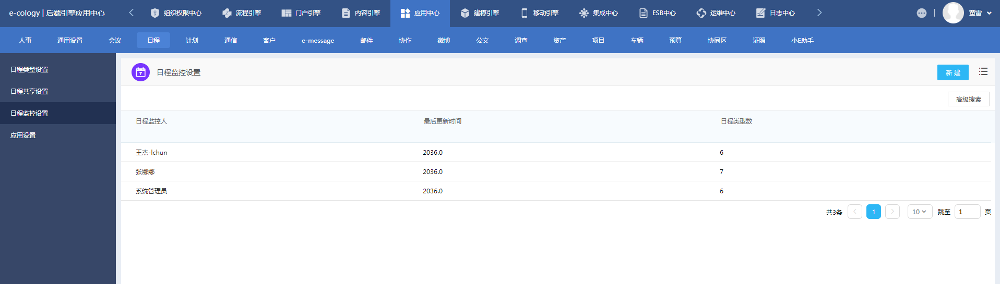 e-cology | 后端引擎应用中心 组织权限中心 流程引擎 门户引擎 内容引擎 应用中心 建模引擎 移动引擎 集成中心 ESB中心 运维中心 日志中心 董雷
人事 通用设置 会议 日程 计划 通信 客户 e-message 邮件 协作 微博 公文 调查 资产 项目 车辆 预算 协同区 证照 小E助手
日程类型设置
日程共享设置
日程监控设置
应用设置
7 日程监控设置 新建
高级搜索
日程监控人 最后更新时间 日程类型数
王杰-lchun 2036.0 6
张娜娜 2036.0 7
系统管理员 2036.0 6
共3条 1 10 跳至 1 页